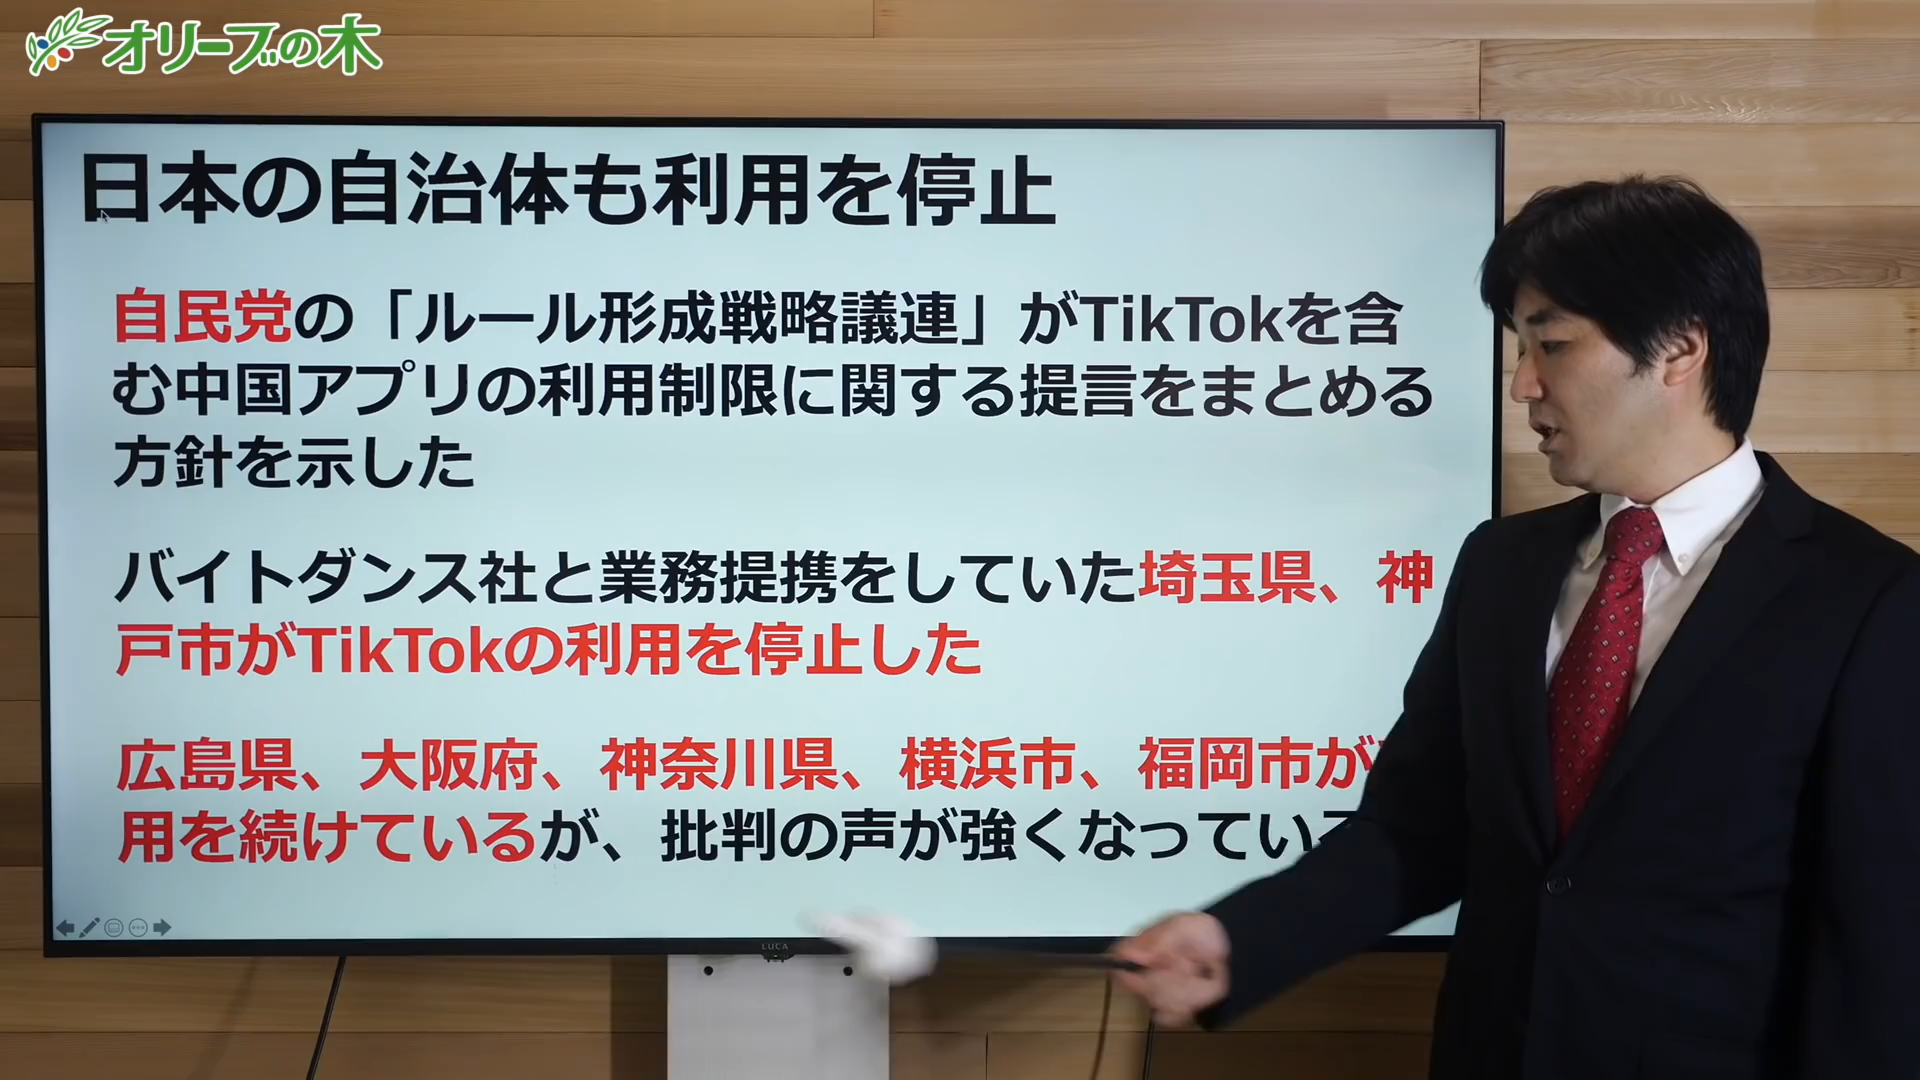 オリーブの木
日本の自治体も利用を停止
自民党の「ルール形成戦略議連」がTikTokを含
む中国アプリの利用制限に関する提言をまとめる
方針を示した
バイトダンス社と業務提携をしていた埼玉県、神
戸市がTikTokの利用を停止した
広島県、大阪府、神奈川県、横浜市、福岡市が
用を続けているが、批判の声が強くなっている
LUCA